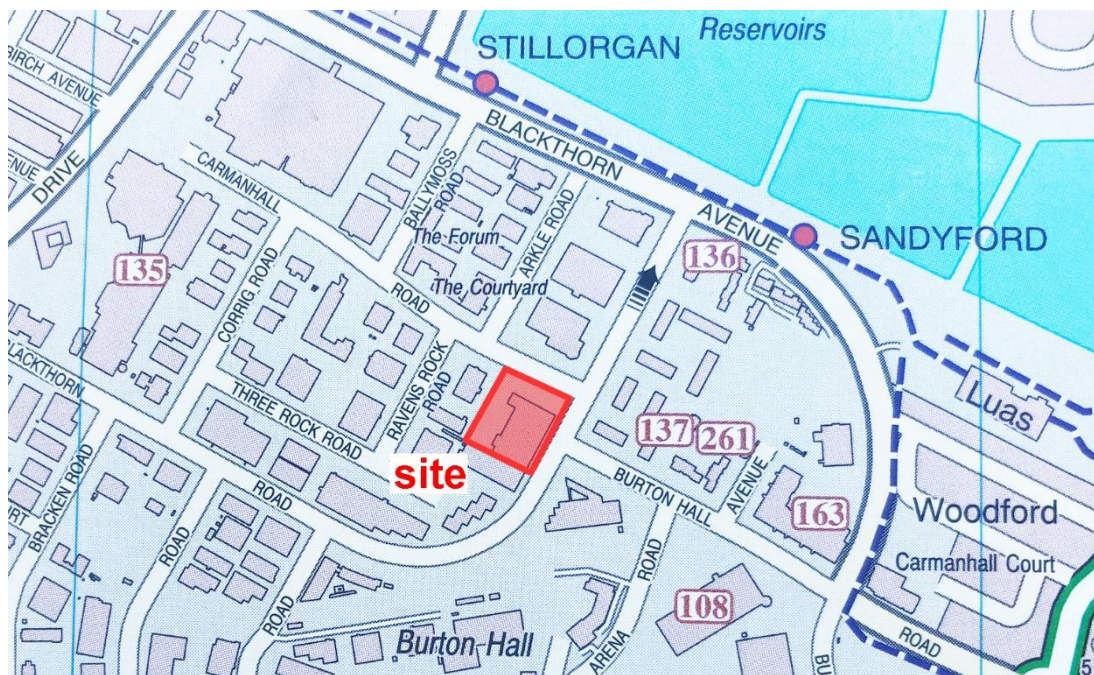 Reservoirs
STILLORGAN
BIRCH AVENUE
BLACKTHORN
DRIVE
AVENUE
SANDYFORD
CARMANHALL
ROAD
BALLYMOSS
ROAD
The Forum
ARKLE ROAD
The Courtyard
136
135
CORRIG ROAD
RAVENS ROCK
ROAD
THREE ROCK ROAD
BLACKTHORN
ROAD
Luas
137
261
site
BURTON HALL
AVENUE
163
Woodford
Carmanhall Court
BRACKEN ROAD
ROAD
ROAD
ROAD
108
Burton Hall
ARENA
ROAD
5